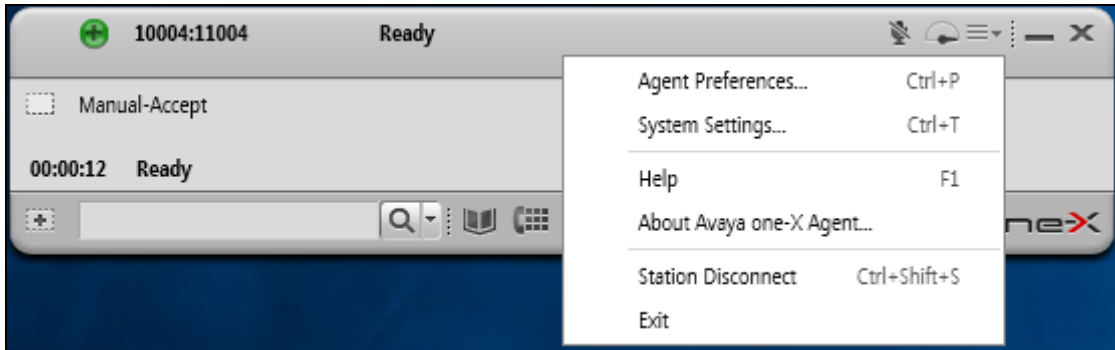 10004:11004 Ready
Manual-Accept
00:00:12 Ready
Agent Preferences... Ctrl+P
System Settings... Ctrl+T
Help F1
About Avaya one-X Agent...
Station Disconnect Ctrl+Shift+S
Exit
ne-X